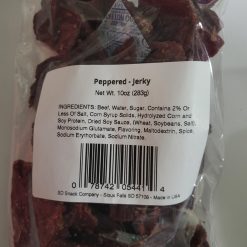 Peppered - Jerky
Net Wt. 10oz (283g)
INGREDIENTS: Beef, Water, Sugar, Contains 2% Or
Less Of Salt, Corn Syrup Solids, Hydrolyzed Corn and
Soy Protein, Dried Soy Sauce, (Wheat, Soybeans, Salt),
Monosodium Glutamate, Flavoring, Maltodextrin, Spice,
Sodium Erythorbate, Sodium Nitrate.
0 78742 05441 4
SD Snack Company - Sioux Falls SD 57106 - Made in USA